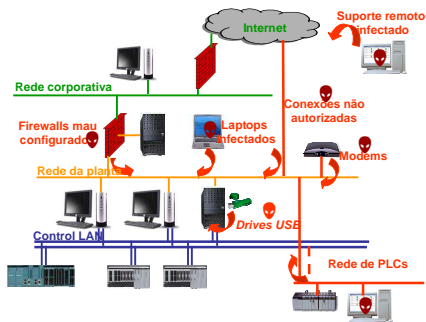 Internet
Suporte remoto
infectado
Rede corporativa
Conexões não
autorizadas
Firewalls mau
configurados
Laptops
infectados
Modems
Rede da planta
Drives USB
Control LAN
Rede de PLCs